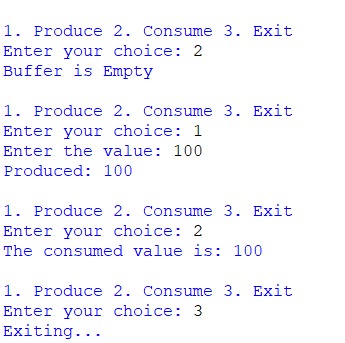 1. Produce 2. Consume 3. Exit
Enter your choice: 2
Buffer is Empty
1. Produce 2. Consume 3. Exit
Enter your choice: 1
Enter the value: 100
Produced: 100
1. Produce 2. Consume 3. Exit
Enter your choice: 2
The consumed value is: 100
1. Produce 2. Consume 3. Exit
Enter your choice: 3
Exiting...